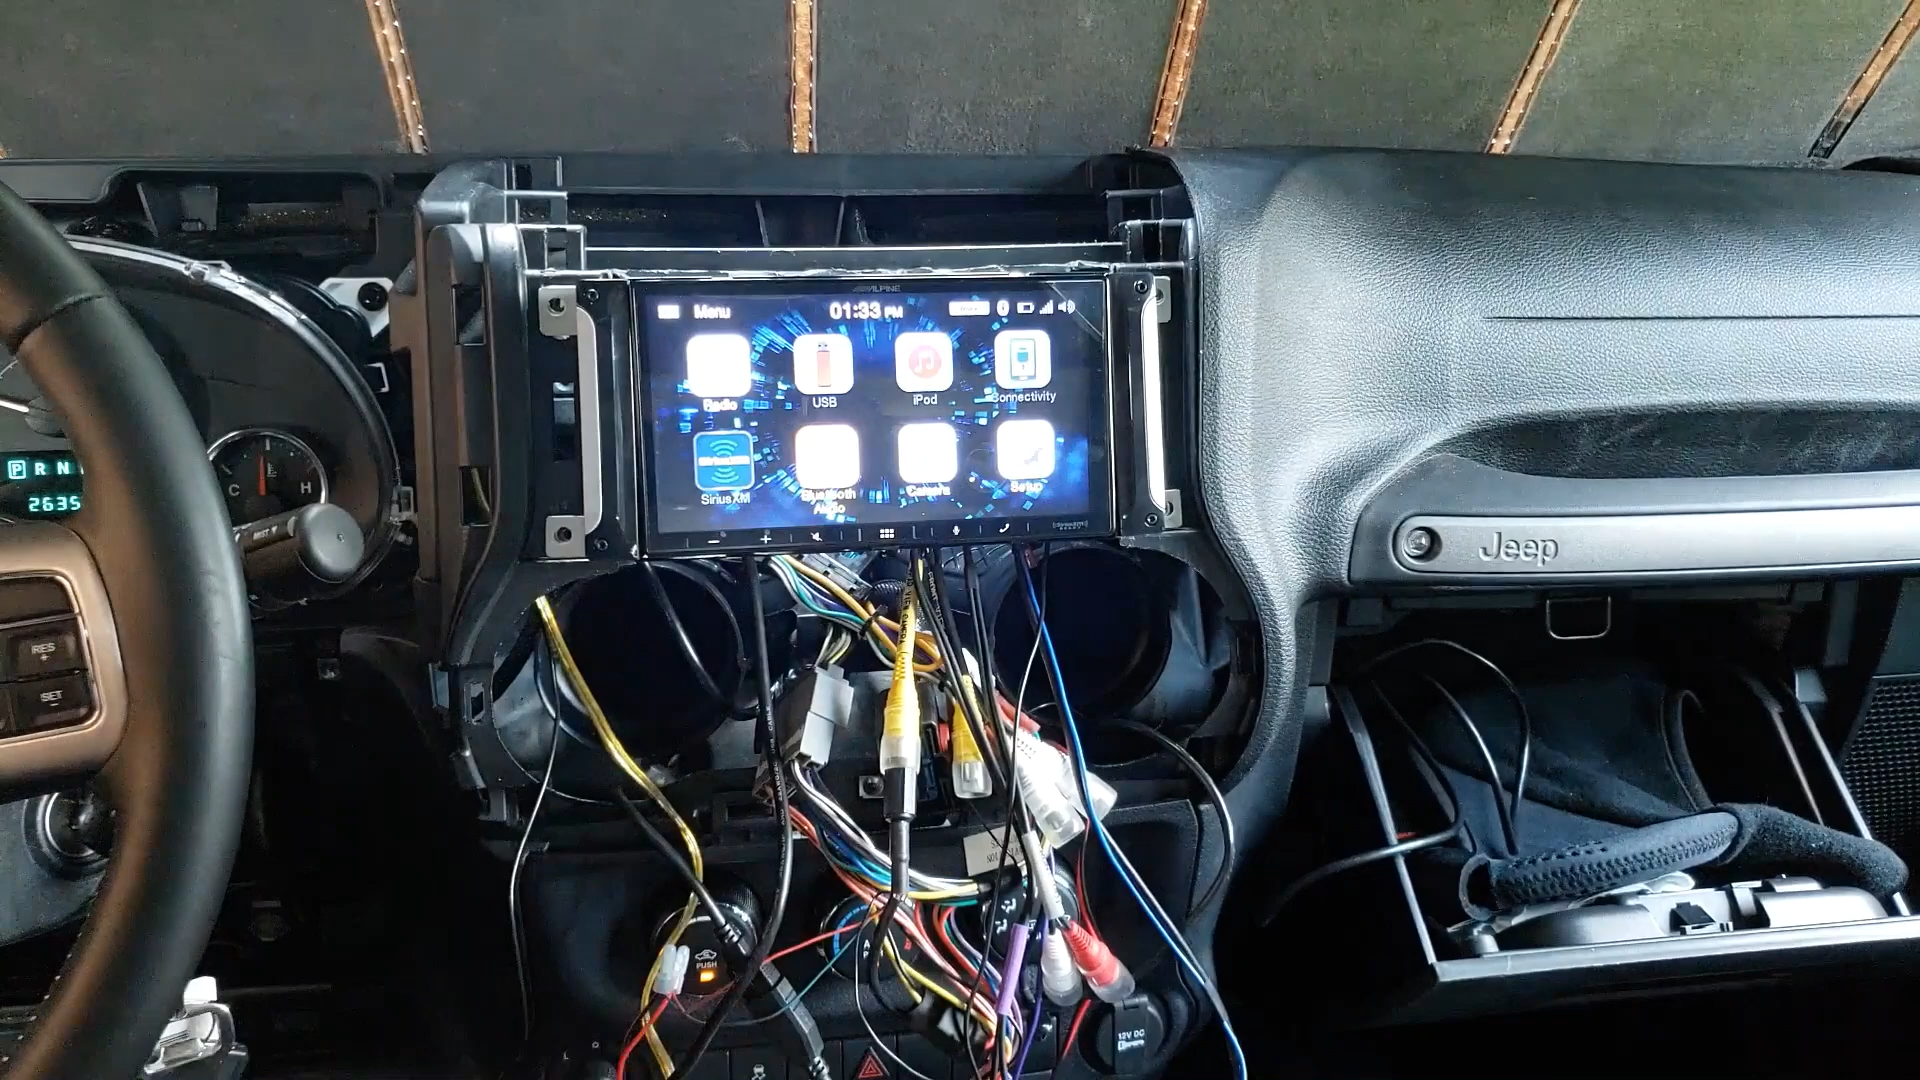 ALPINE
Menu
01:33 PM
Radio
USB
iPod
Connectivity
SiriusXM
Bluetooth
Audio
Camera
Setup
P R N
2635
C
H
MIST
Jeep
RES
+
SET
-
PUSH
12V DC